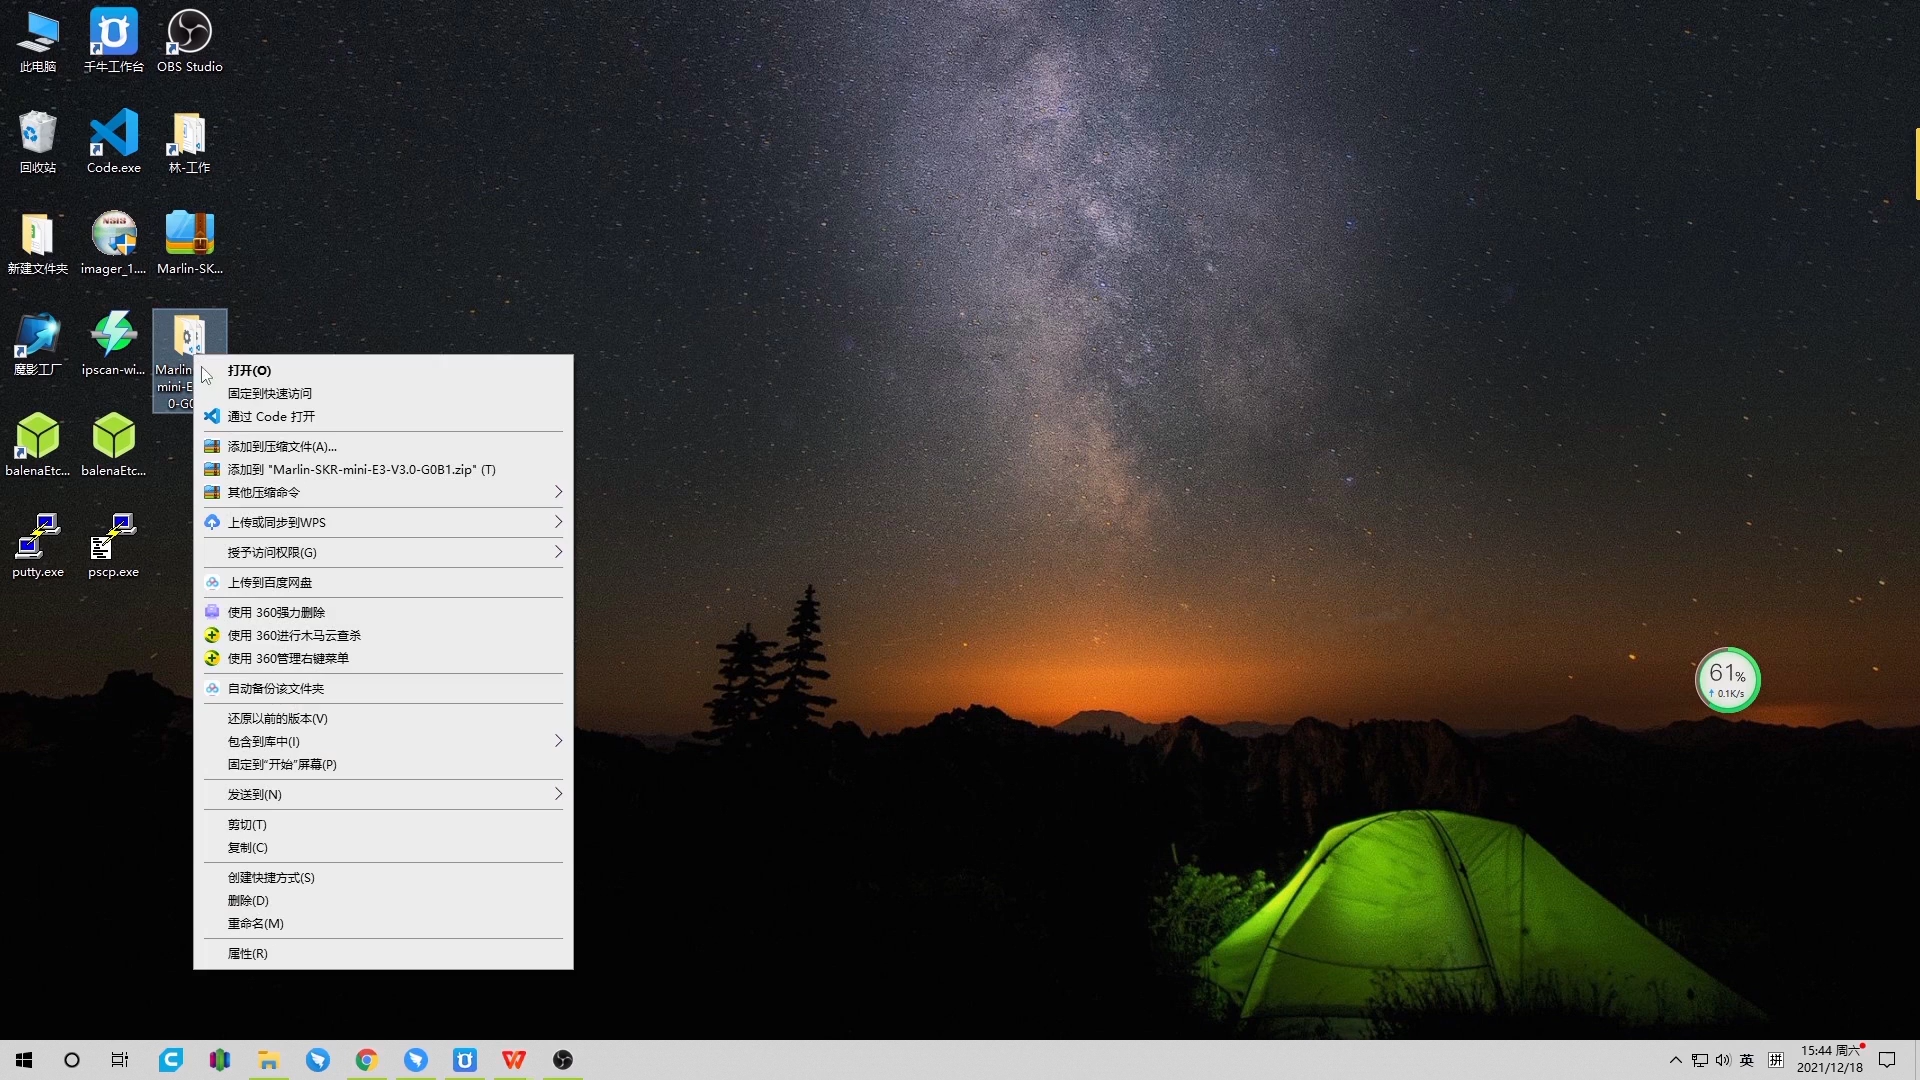 此电脑
千牛工作台
OBS Studio
回收站
Code.exe
林-工作
新建文件夹
imager_1....
Marlin-SK...
魔影工厂
ipscan-wi...
Marlin
mini-E
0-G0
balenaEtc...
balenaEtc...
putty.exe
pscp.exe
打开(O)
固定到快速访问
通过 Code 打开
添加到压缩文件(A)...
添加到 "Marlin-SKR-mini-E3-V3.0-G0B1.zip" (T)
其他压缩命令
上传或同步到WPS
授予访问权限(G)
上传到百度网盘
使用 360强力删除
使用 360进行木马云查杀
使用 360管理右键菜单
自动备份该文件夹
还原以前的版本(V)
包含到库中(I)
固定到"开始"屏幕(P)
发送到(N)
剪切(T)
复制(C)
创建快捷方式(S)
删除(D)
重命名(M)
属性(R)
61%
0.1K/s
英
拼
15:44 周六
2021/12/18